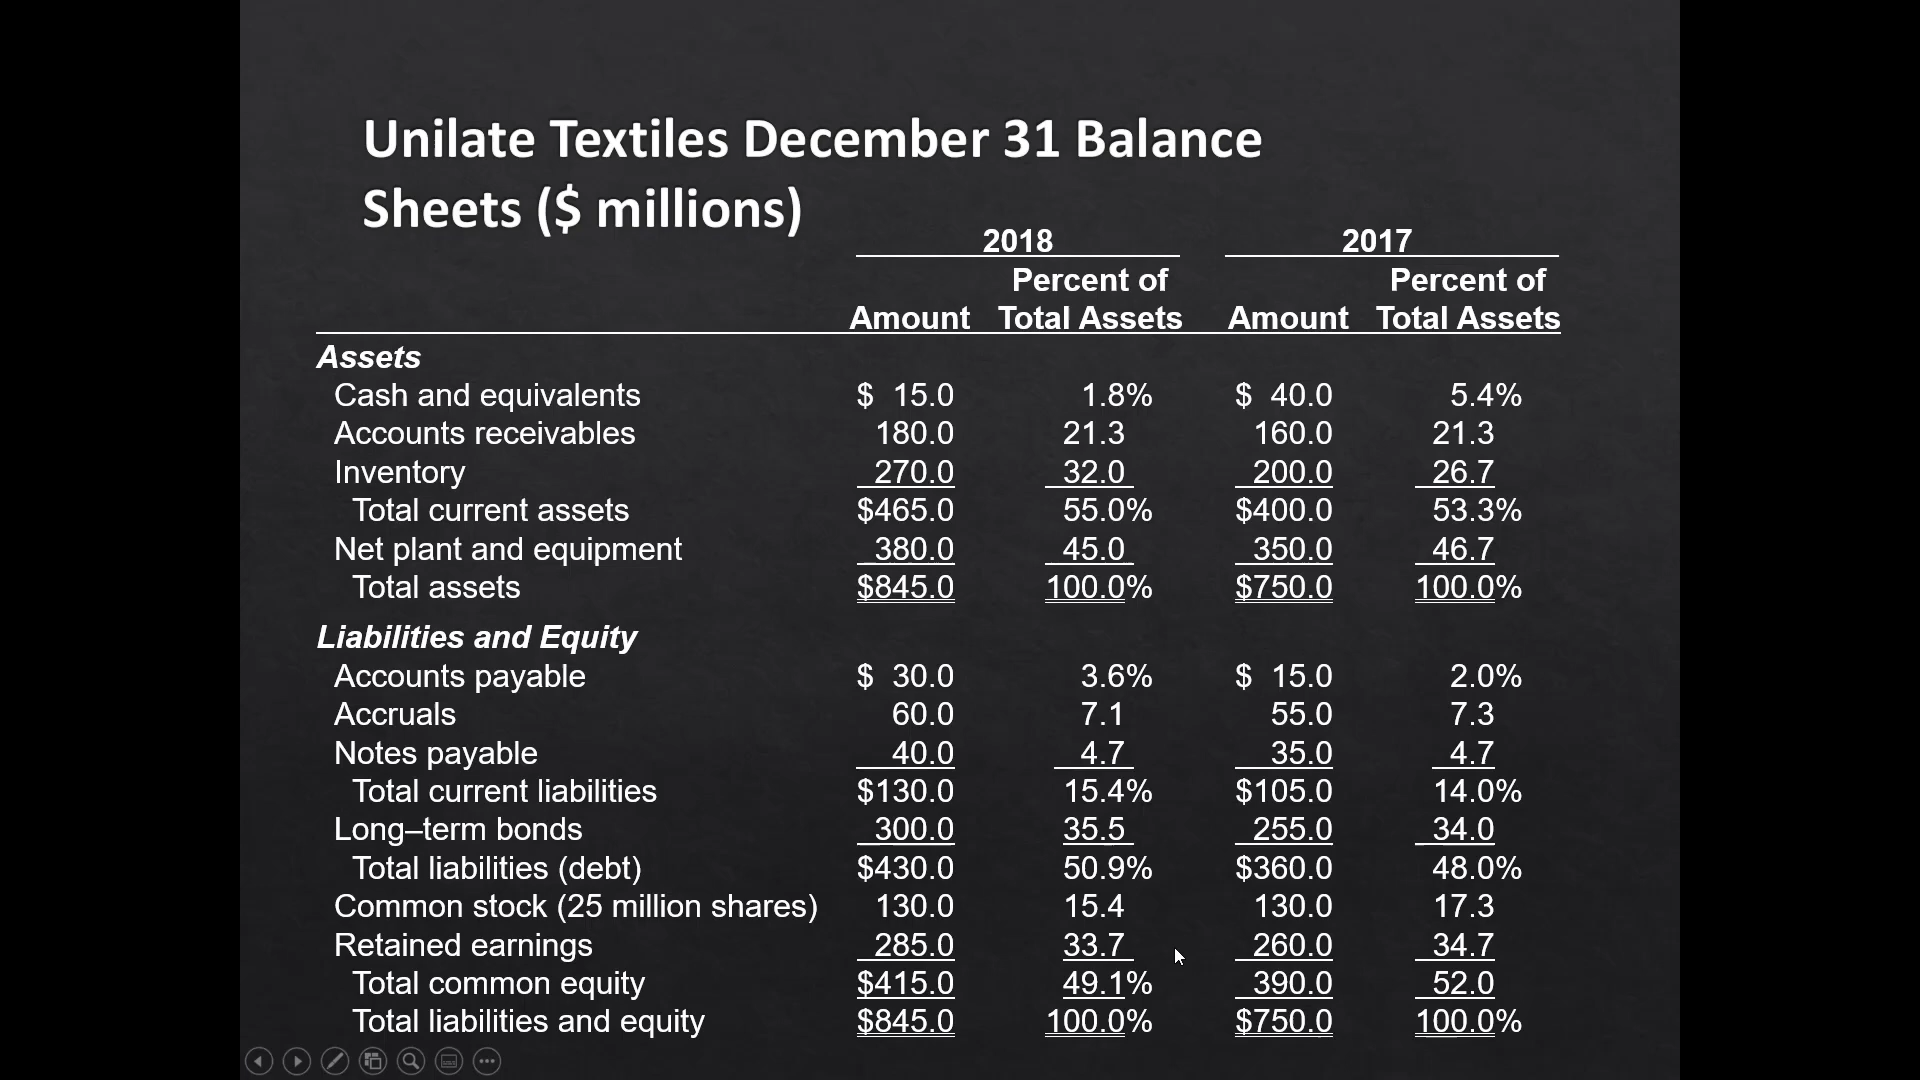 Unilate Textiles December 31 Balance
Sheets ($ millions)
2018 2017
Percent of Percent of
Amount Total Assets Amount Total Assets
Assets
Cash and equivalents $ 15.0 1.8% $ 40.0 5.4%
Accounts receivables 180.0 21.3 160.0 21.3
Inventory 270.0 32.0 200.0 26.7
Total current assets $465.0 55.0% $400.0 53.3%
Net plant and equipment 380.0 45.0 350.0 46.7
Total assets $845.0 100.0% $750.0 100.0%
Liabilities and Equity
Accounts payable $ 30.0 3.6% $ 15.0 2.0%
Accruals 60.0 7.1 55.0 7.3
Notes payable 40.0 4.7 35.0 4.7
Total current liabilities $130.0 15.4% $105.0 14.0%
Long–term bonds 300.0 35.5 255.0 34.0
Total liabilities (debt) $430.0 50.9% $360.0 48.0%
Common stock (25 million shares) 130.0 15.4 130.0 17.3
Retained earnings 285.0 33.7 260.0 34.7
Total common equity $415.0 49.1% 390.0 52.0
Total liabilities and equity $845.0 100.0% $750.0 100.0%